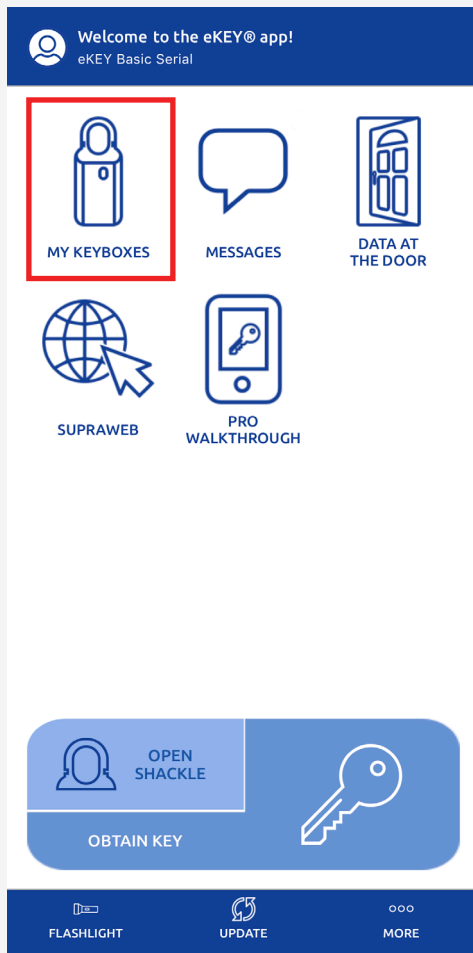 Welcome to the eKEY® app!
eKEY Basic Serial
MY KEYBOXES
MESSAGES
DATA AT
THE DOOR
SUPRAWEB
PRO
WALKTHROUGH
OPEN
SHACKLE
OBTAIN KEY
FLASHLIGHT
UPDATE
MORE